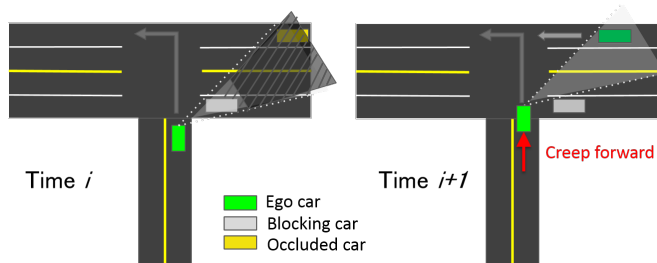 Time i
Time i+1
Creep forward
Ego car
Blocking car
Occluded car